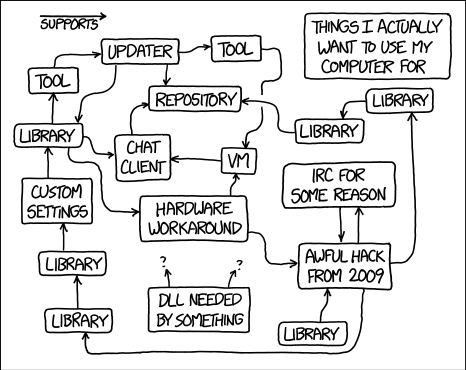 SUPPORTS
THINGS I ACTUALLY
WANT TO USE MY
COMPUTER FOR
UPDATER
TOOL
TOOL
REPOSITORY
LIBRARY
LIBRARY
LIBRARY
CHAT
CLIENT
VM
IRC FOR
SOME REASON
CUSTOM
SETTINGS
HARDWARE
WORKAROUND
AWFUL HACK
FROM 2009
LIBRARY
?
?
DLL NEEDED
BY SOMETHING
LIBRARY
LIBRARY